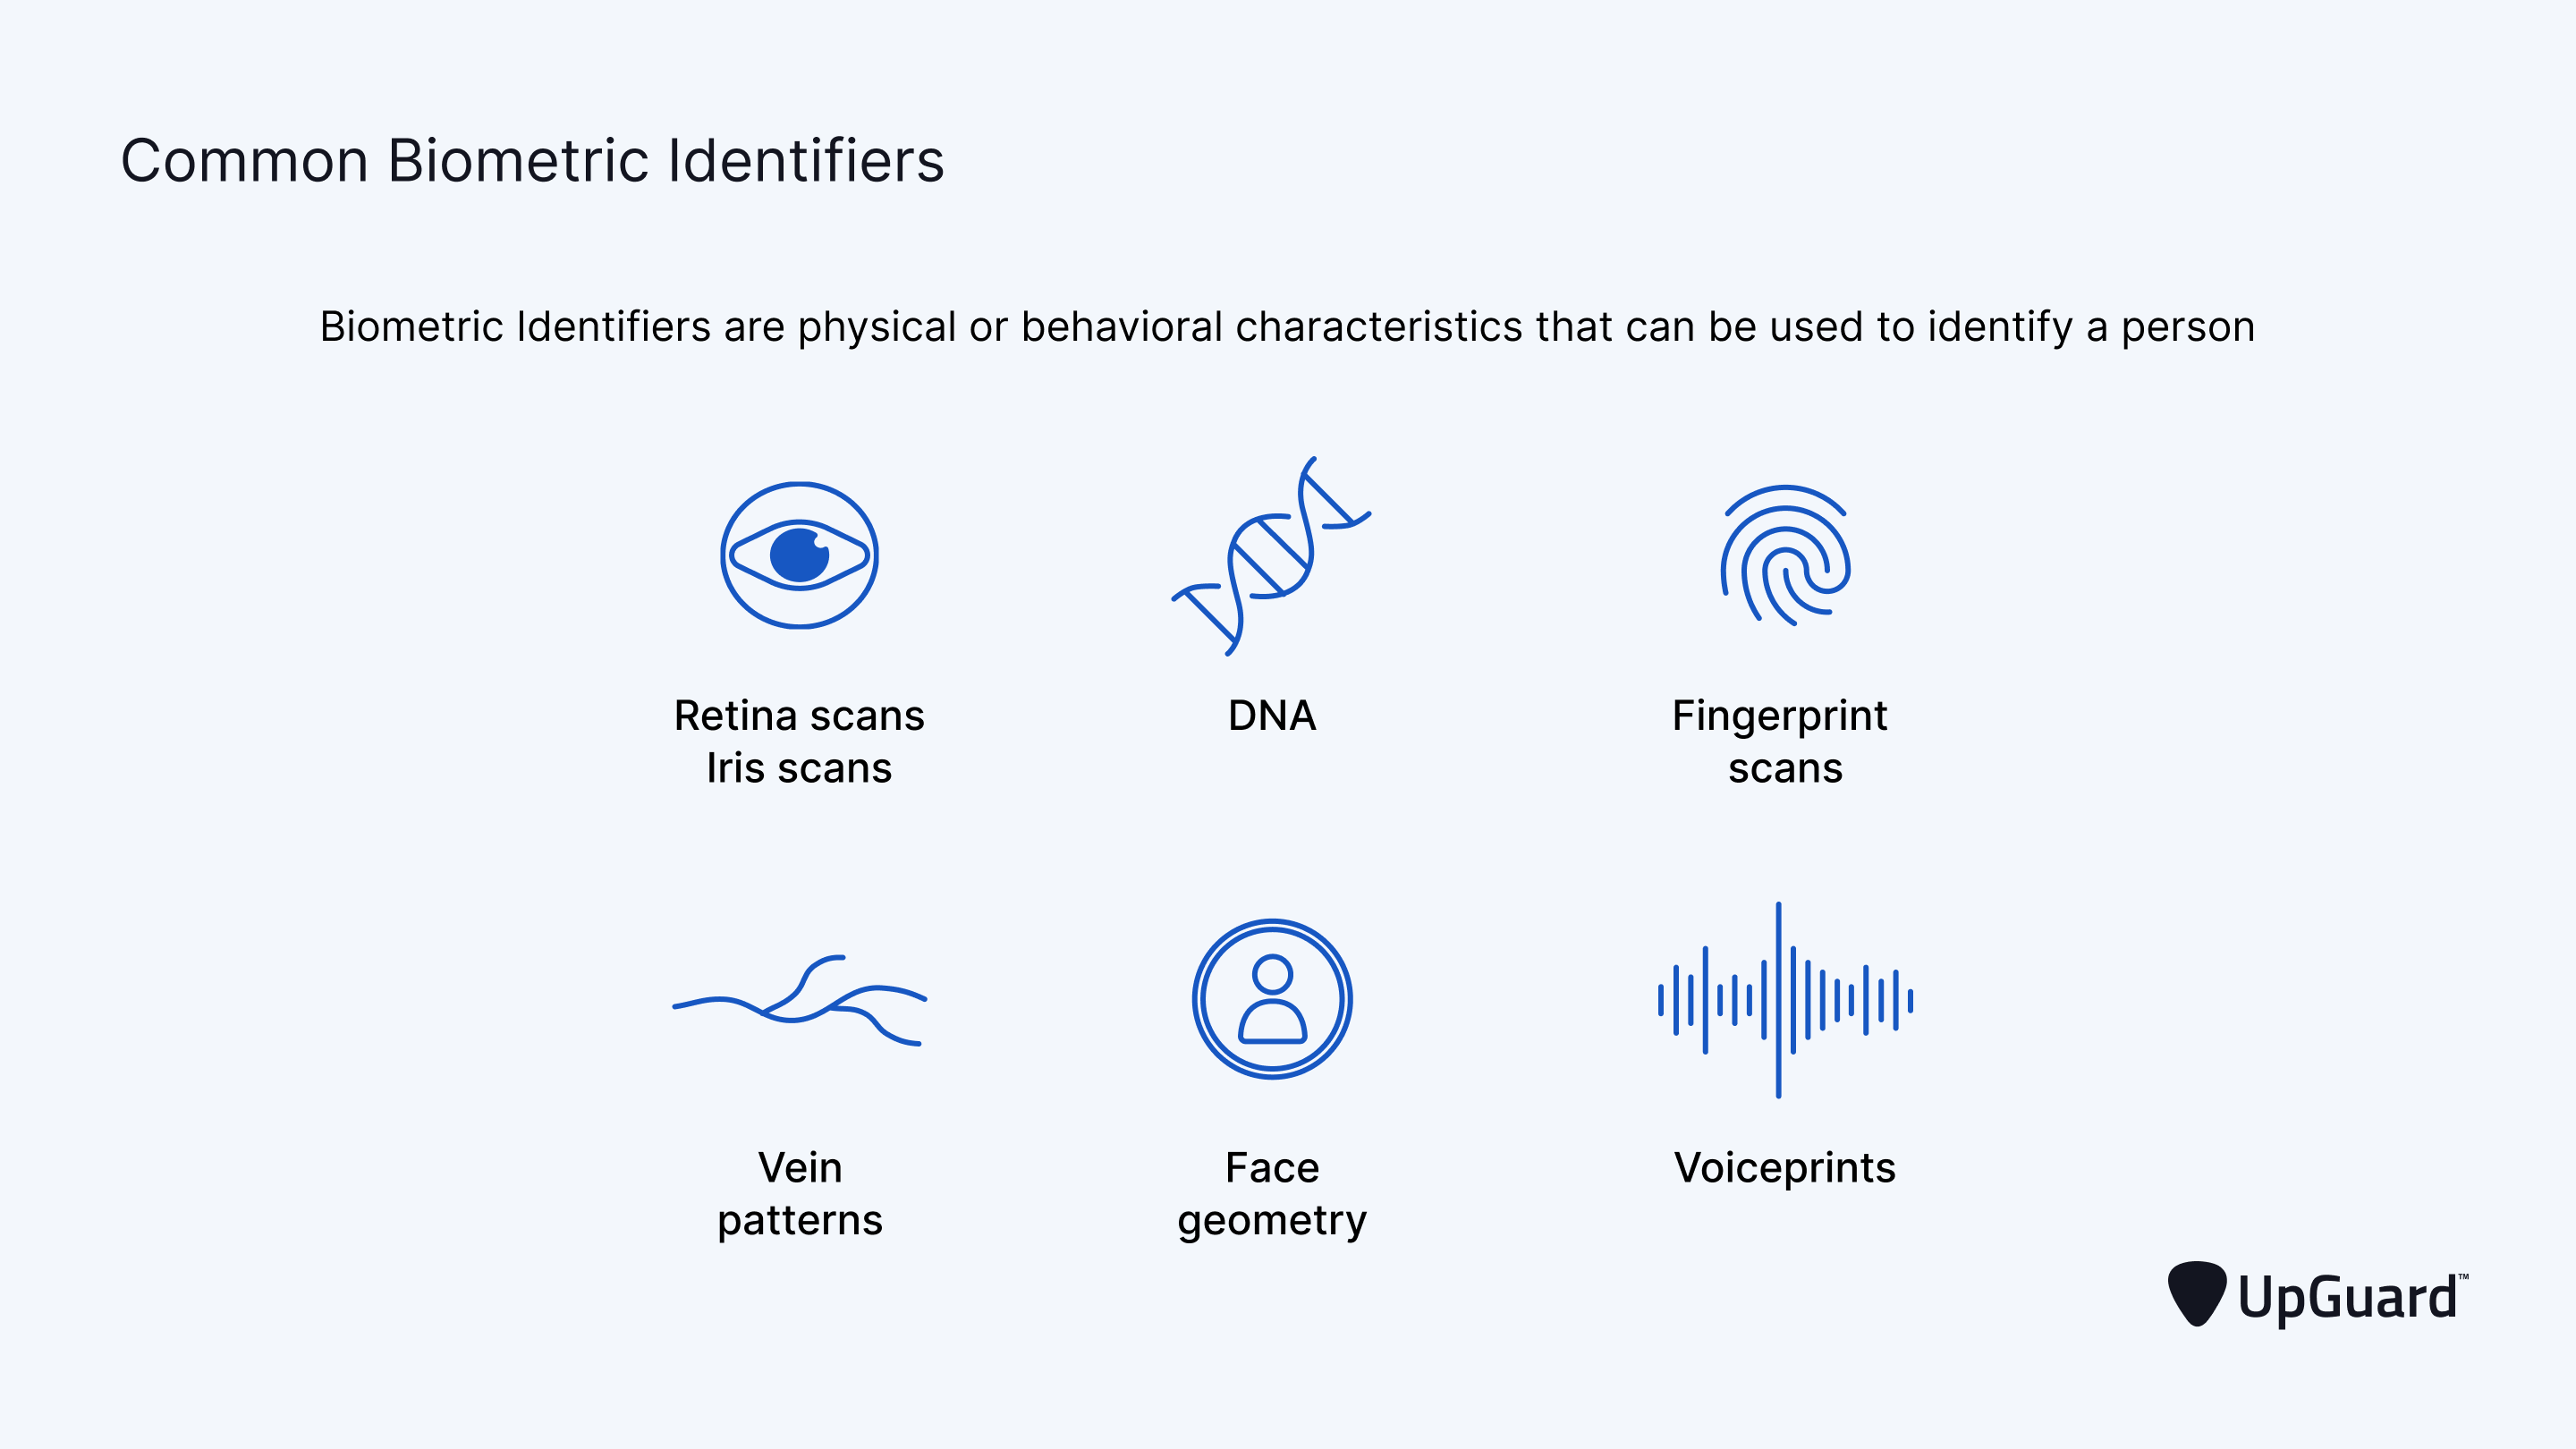 Common Biometric Identifiers
Biometric Identifiers are physical or behavioral characteristics that can be used to identify a person
Retina scans
Iris scans
DNA
Fingerprint
scans
Vein
patterns
Face
geometry
Voiceprints
UpGuard™